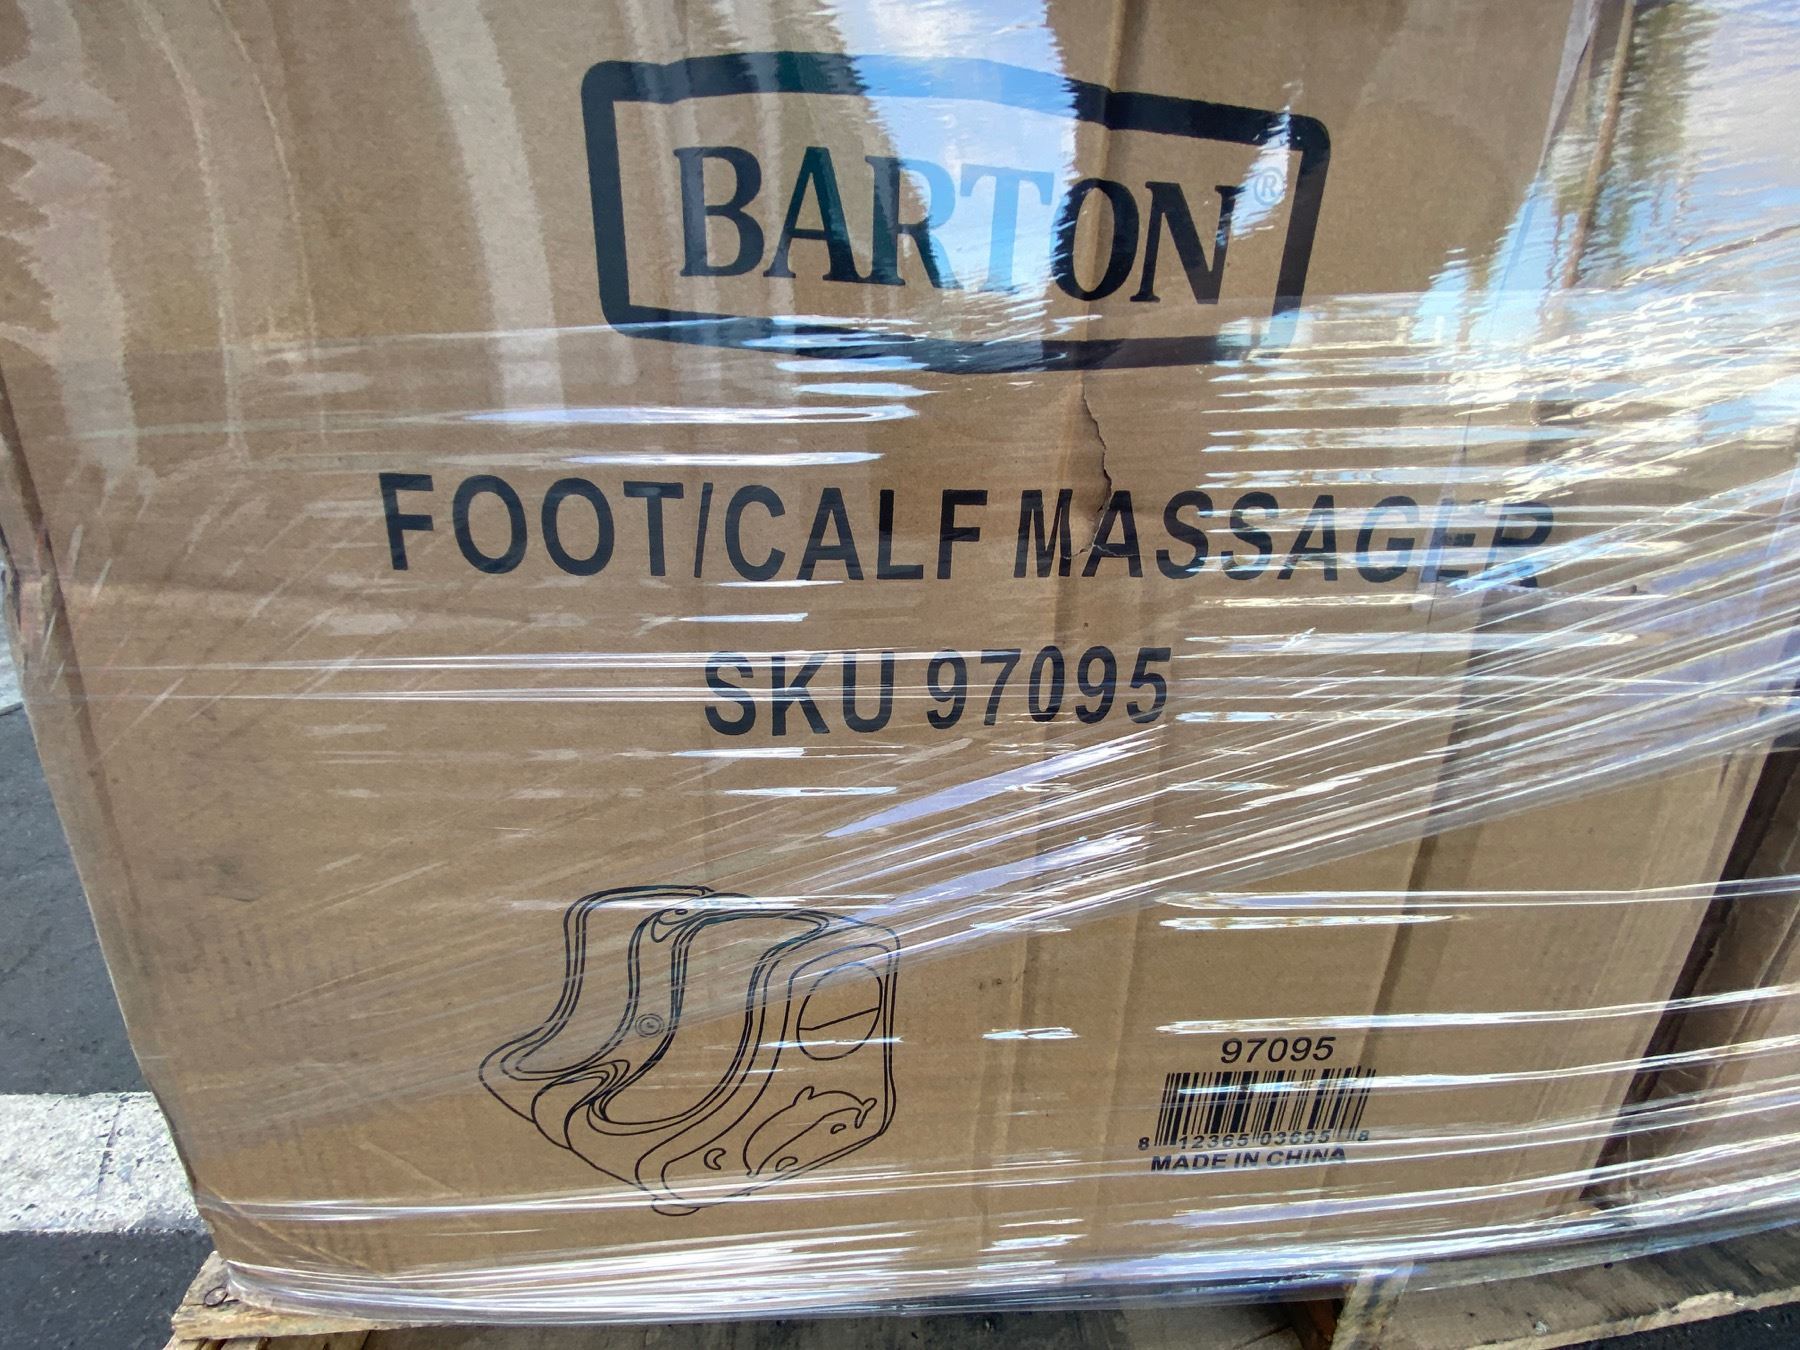 BARTON®
FOOT/CALF MASSAGER
SKU 97095
97095
8 12365 03695 8
MADE IN CHINA